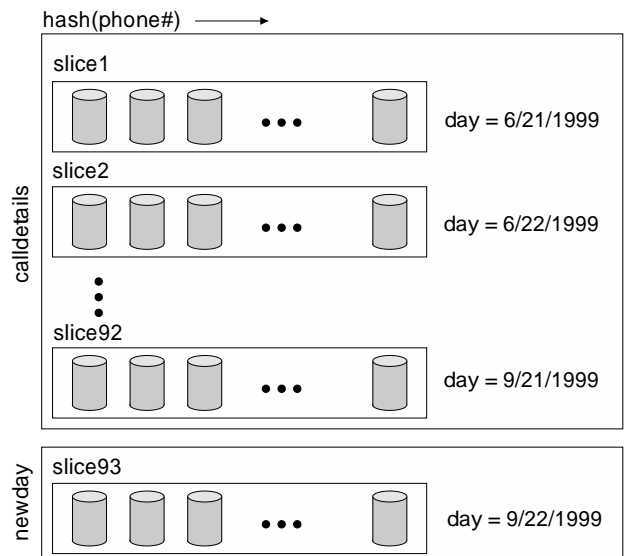 hash(phone#)
calldetails
slice1
day = 6/21/1999
slice2
day = 6/22/1999
slice92
day = 9/21/1999
newday
slice93
day = 9/22/1999